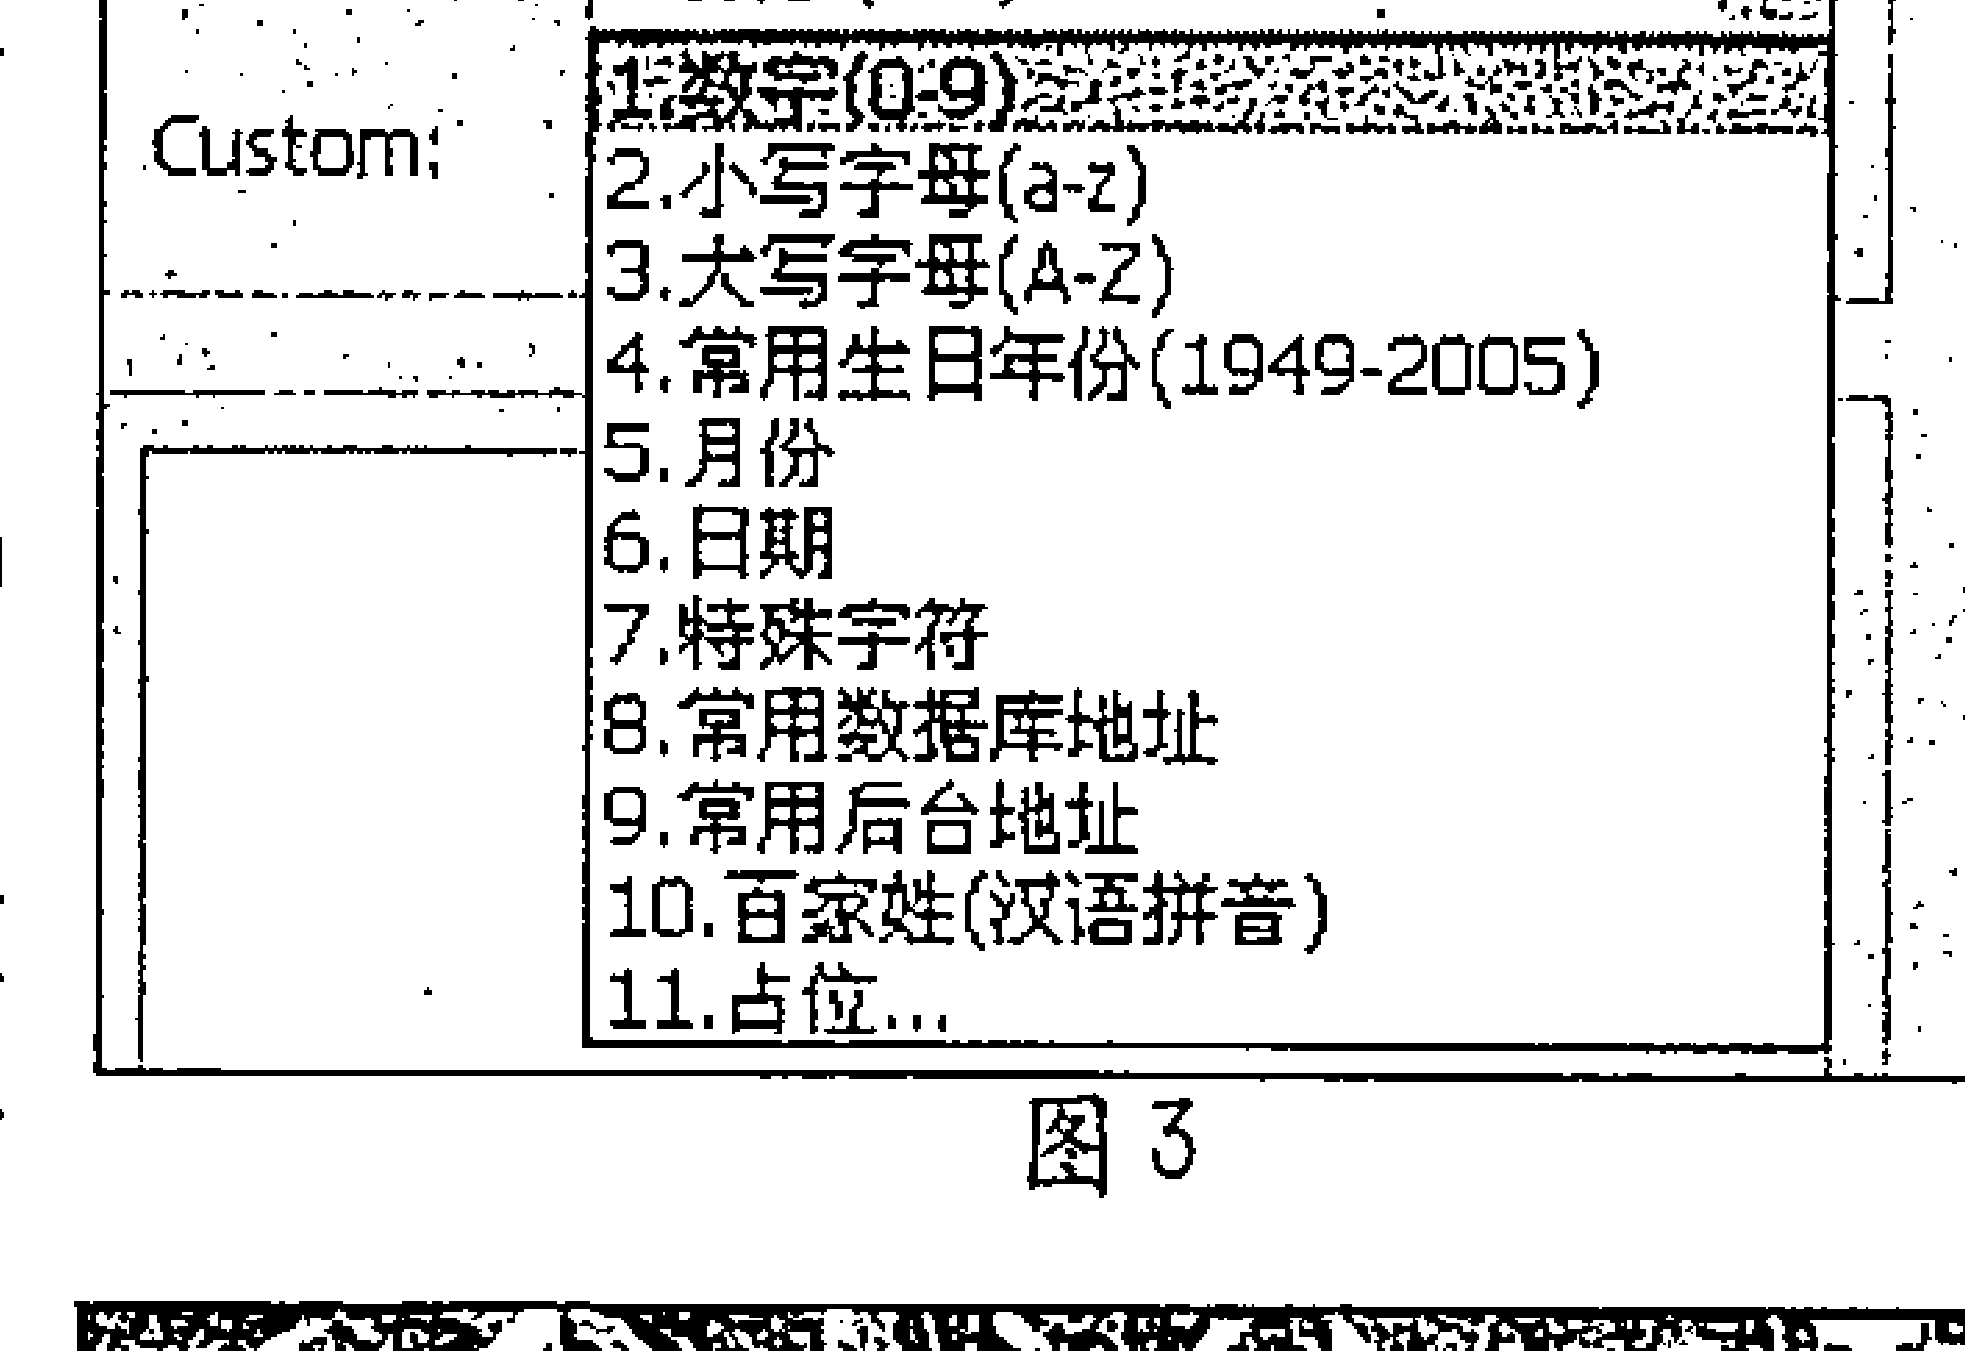 1.数字(0-9)
Custom:
2.小写字母(a-z)
3.大写字母(A-Z)
4.常用生日年份(1949-2005)
5.月份
6.日期
7.特殊字符
8.常用数据库地址
9.常用后台地址
10.百家姓(汉语拼音)
11.占位...
图 3